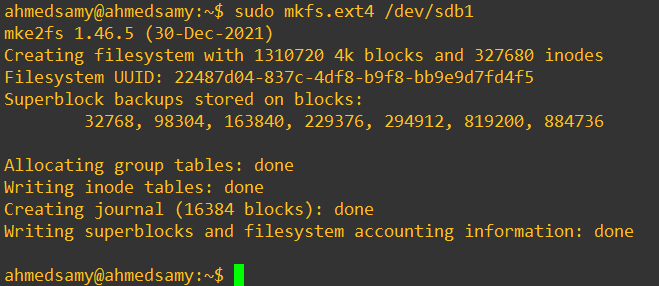 ahmedsamy@ahmedsamy:~$ sudo mkfs.ext4 /dev/sdb1
mke2fs 1.46.5 (30-Dec-2021)
Creating filesystem with 1310720 4k blocks and 327680 inodes
Filesystem UUID: 22487d04-837c-4df8-b9f8-bb9e9d7fd4f5
Superblock backups stored on blocks:
        32768, 98304, 163840, 229376, 294912, 819200, 884736

Allocating group tables: done
Writing inode tables: done
Creating journal (16384 blocks): done
Writing superblocks and filesystem accounting information: done

ahmedsamy@ahmedsamy:~$